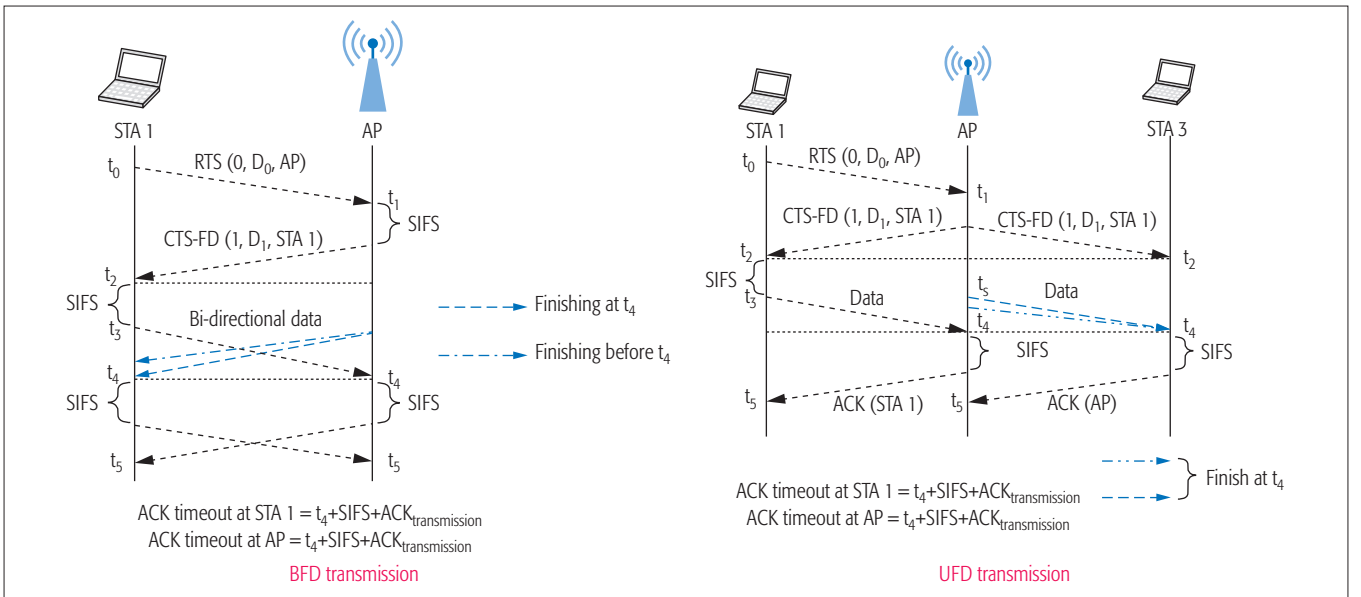 STA 1
AP
t0
RTS (0, D0, AP)
t1
SIFS
CTS-FD (1, D1, STA 1)
t2
SIFS
t3
Bi-directional data
t4
t4
SIFS
SIFS
t5
t5
Finishing at t4
Finishing before t4
ACK timeout at STA 1 = t4+SIFS+ACKtransmission
ACK timeout at AP = t4+SIFS+ACKtransmission
BFD transmission
STA 1
AP
STA 3
t0
RTS (0, D0, AP)
t1
CTS-FD (1, D1, STA 1)
CTS-FD (1, D1, STA 1)
t2
t2
SIFS
t3
Data
ts
Data
t4
t4
SIFS
SIFS
t5
ACK (STA 1)
t5
ACK (AP)
Finish at t4
ACK timeout at STA 1 = t4+SIFS+ACKtransmission
ACK timeout at AP = t4+SIFS+ACKtransmission
UFD transmission